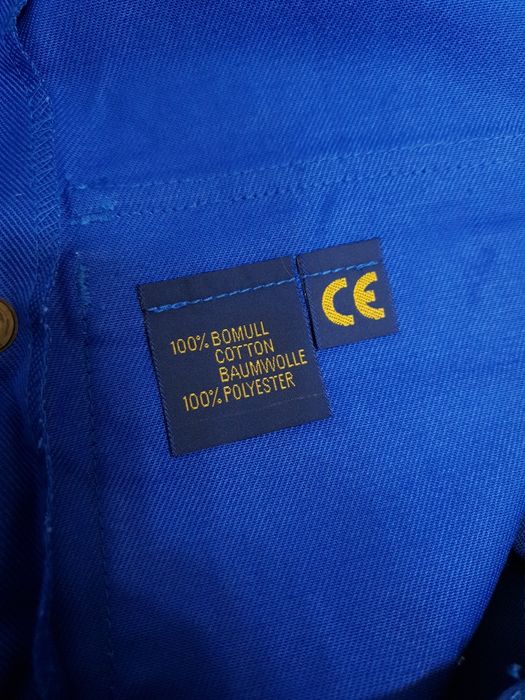 100% BOMULL
COTTON
BAUMWOLLE
100% POLYESTER
CE